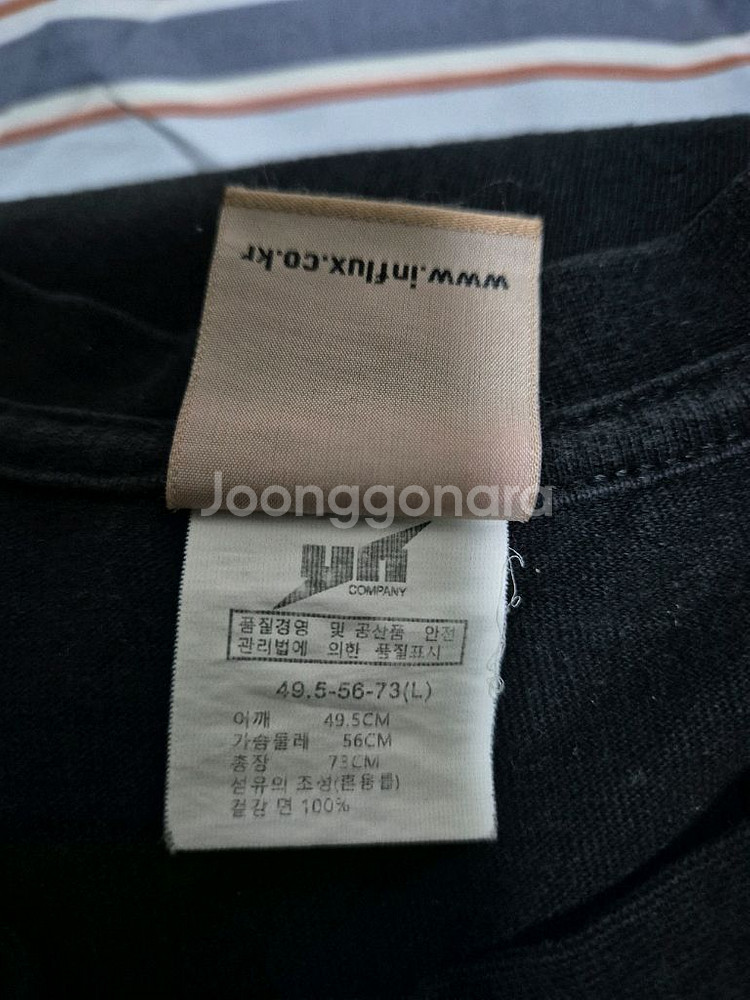 www.influx.co.kr
Joonggonara
COMPANY
품질경영 및 공산품 안전
관리법에 의한 품질표시
49.5-56-73(L)
어깨 49.5CM
가슴둘레 56CM
총장 73CM
섬유의 조성(혼용률)
겉감 면 100%